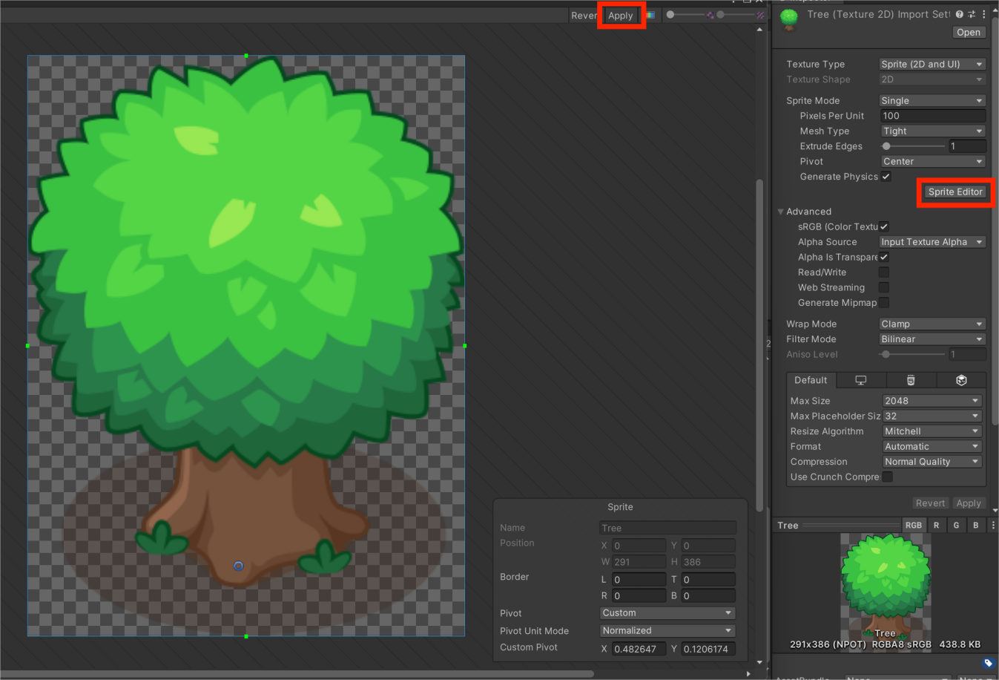 Rever Apply
Tree (Texture 2D) Import Set
Open
Texture Type Sprite (2D and UI)
Texture Shape 2D
Sprite Mode Single
Pixels Per Unit 100
Mesh Type Tight
Extrude Edges 1
Pivot Center
Generate Physics
Sprite Editor
Advanced
sRGB (Color Textu
Alpha Source Input Texture Alpha
Alpha Is Transpare
Read/Write
Web Streaming
Generate Mipmap
Wrap Mode Clamp
Filter Mode Bilinear
Aniso Level 1
Default
Max Size 2048
Max Placeholder Siz 32
Resize Algorithm Mitchell
Format Automatic
Compression Normal Quality
Use Crunch Compre
Revert Apply
Tree RGB R G B
Tree
291x386 (NPOT) RGBA8 sRGB 438.8 KB
Sprite
Name Tree
Position X 0 Y 0
W 291 H 386
Border L 0 T 0
R 0 B 0
Pivot Custom
Pivot Unit Mode Normalized
Custom Pivot X 0.482647 Y 0.1206174